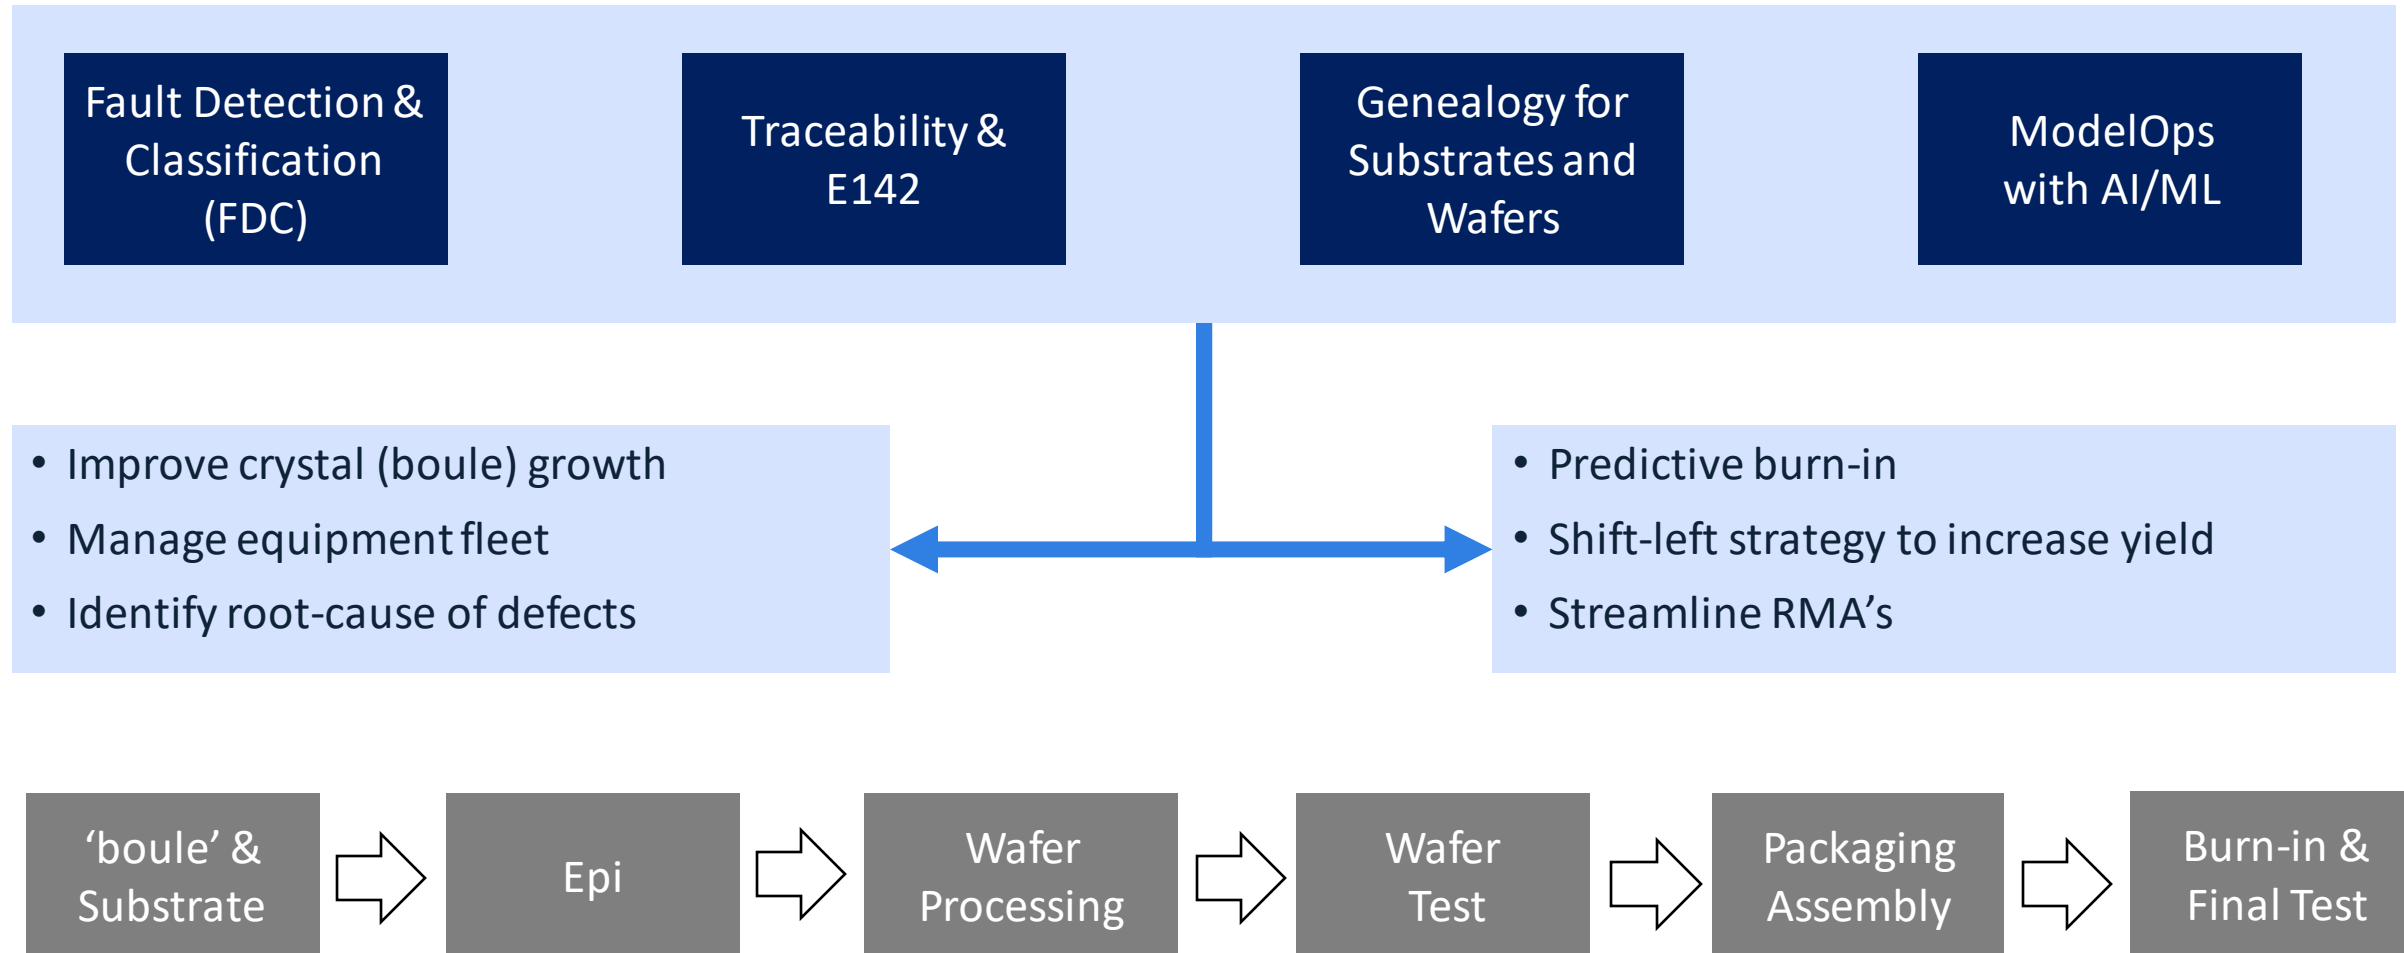 Fault Detection &
Classification
(FDC)
Traceability &
E142
Genealogy for
Substrates and
Wafers
ModelOps
with AI/ML
• Improve crystal (boule) growth
• Manage equipment fleet
• Identify root-cause of defects
• Predictive burn-in
• Shift-left strategy to increase yield
• Streamline RMA’s
‘boule’ &
Substrate
Epi
Wafer
Processing
Wafer
Test
Packaging
Assembly
Burn-in &
Final Test